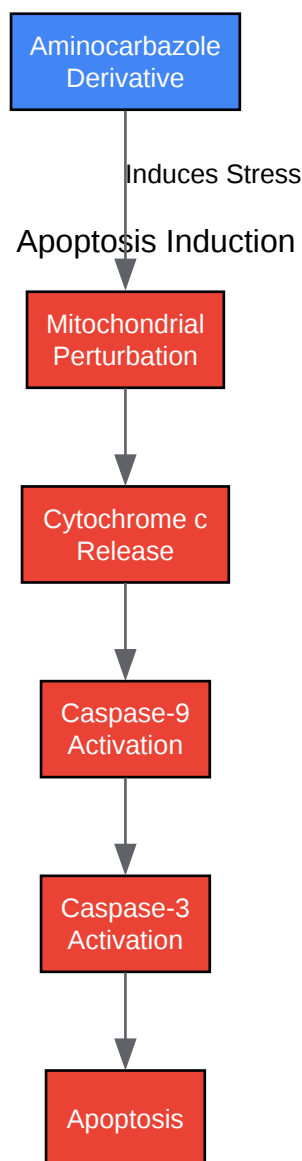 Aminocarbazole
Derivative
Induces Stress
Apoptosis Induction
Mitochondrial
Perturbation
Cytochrome c
Release
Caspase-9
Activation
Caspase-3
Activation
Apoptosis